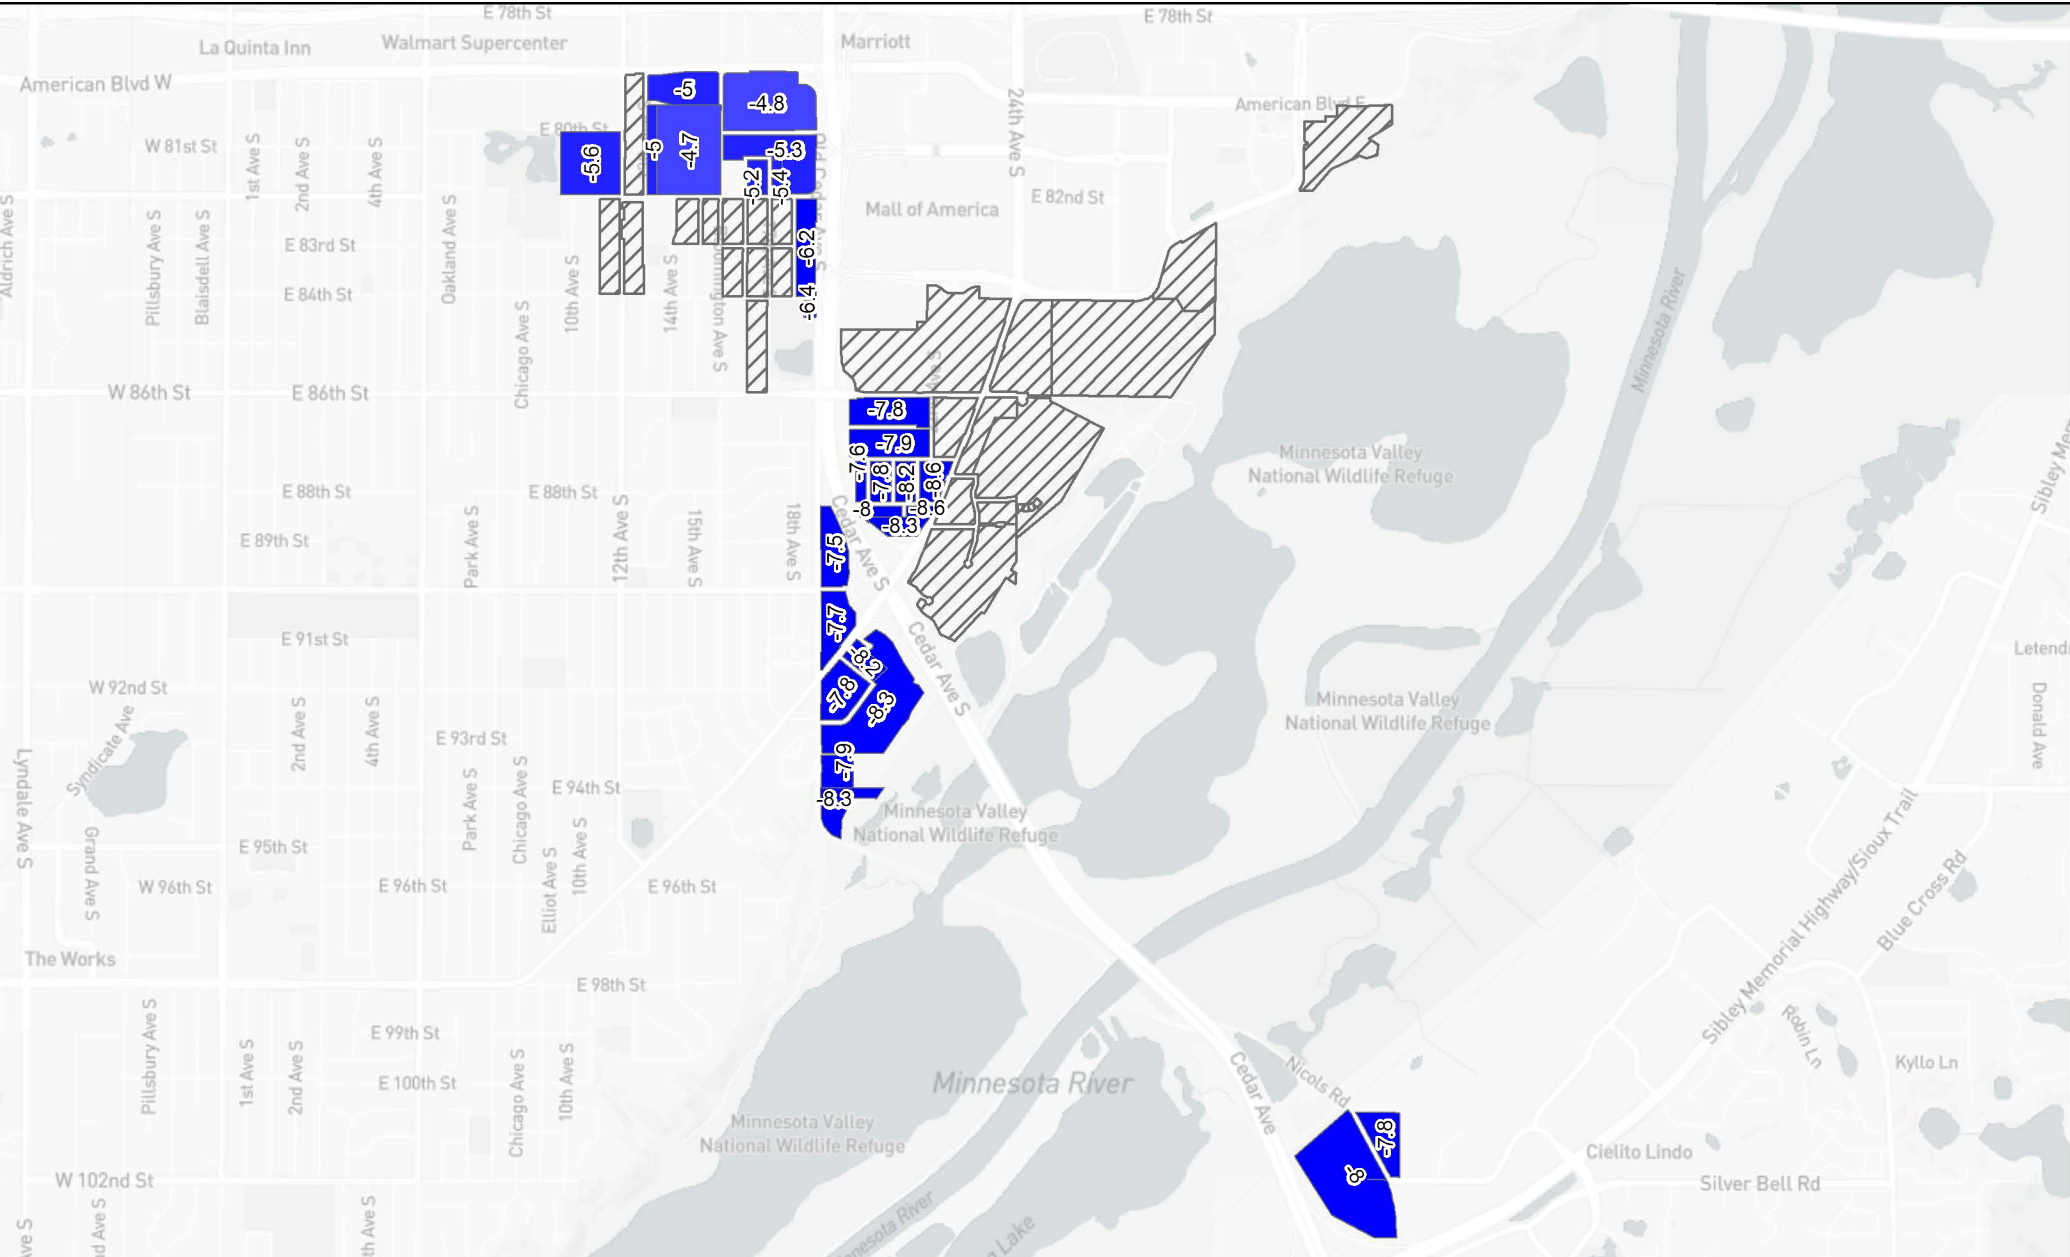 E 78th St
E 78th St
La Quinta Inn
Walmart Supercenter
Marriott
American Blvd W
-5
-4.8
24th Ave S
American Blvd E
E 80th St
W 81st St
1st Ave S
2nd Ave S
4th Ave S
-5.6
-5
-4.7
-5.3
-5.2
-5.4
Old Cedar Ave S
E 82nd St
Mall of America
Aldrich Ave S
Pillsbury Ave S
Blaisdell Ave S
E 83rd St
Oakland Ave S
-6.2
E 84th St
10th Ave S
14th Ave S
-6.4
Chicago Ave S
Minnesota River
Ave S
W 86th St
E 86th St
-7.8
-7.9
-7.6
-7.8
-8.2
-8.6
Minnesota Valley
National Wildlife Refuge
E 88th St
E 88th St
-8
-8.6
-8.3
12th Ave S
15th Ave S
18th Ave S
Cedar Ave S
Park Ave S
E 89th St
-7.5
-7.7
E 91st St
Cedar Ave S
-8.2
-7.8
-8.3
W 92nd St
Minnesota Valley
National Wildlife Refuge
Donald Ave
Syndicate Ave
2nd Ave S
4th Ave S
E 93rd St
-7.9
Lyndale Ave S
Park Ave S
Chicago Ave S
E 94th St
-8.3
Minnesota Valley
National Wildlife Refuge
Grand Ave S
E 95th St
W 96th St
E 96th St
Elliot Ave S
10th Ave S
E 96th St
Sibley Memorial Highway/Sioux Trail
Blue Cross Rd
The Works
E 98th St
Pillsbury Ave S
E 99th St
1st Ave S
2nd Ave S
E 100th St
Chicago Ave S
10th Ave S
Minnesota River
Robin Ln
Kyllo Ln
Nicols Rd
Cedar Ave
Minnesota Valley
National Wildlife Refuge
-7.8
-8
Cielito Lindo
W 102nd St
Silver Bell Rd